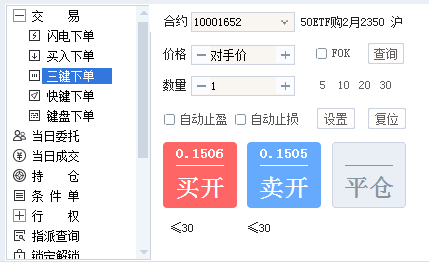 交 易
闪电下单
买入下单
三键下单
快键下单
键盘下单
当日委托
当日成交
持 仓
条 件 单
行 权
指派查询
锁定解锁
合约 10001652 50ETF购2月2350 沪
价格 对手价 FOK 查询
数量 1 5 10 20 30
自动止盈 自动止损 设置 复位
0.1506 0.1505
买开 卖开 平仓
≤30 ≤30